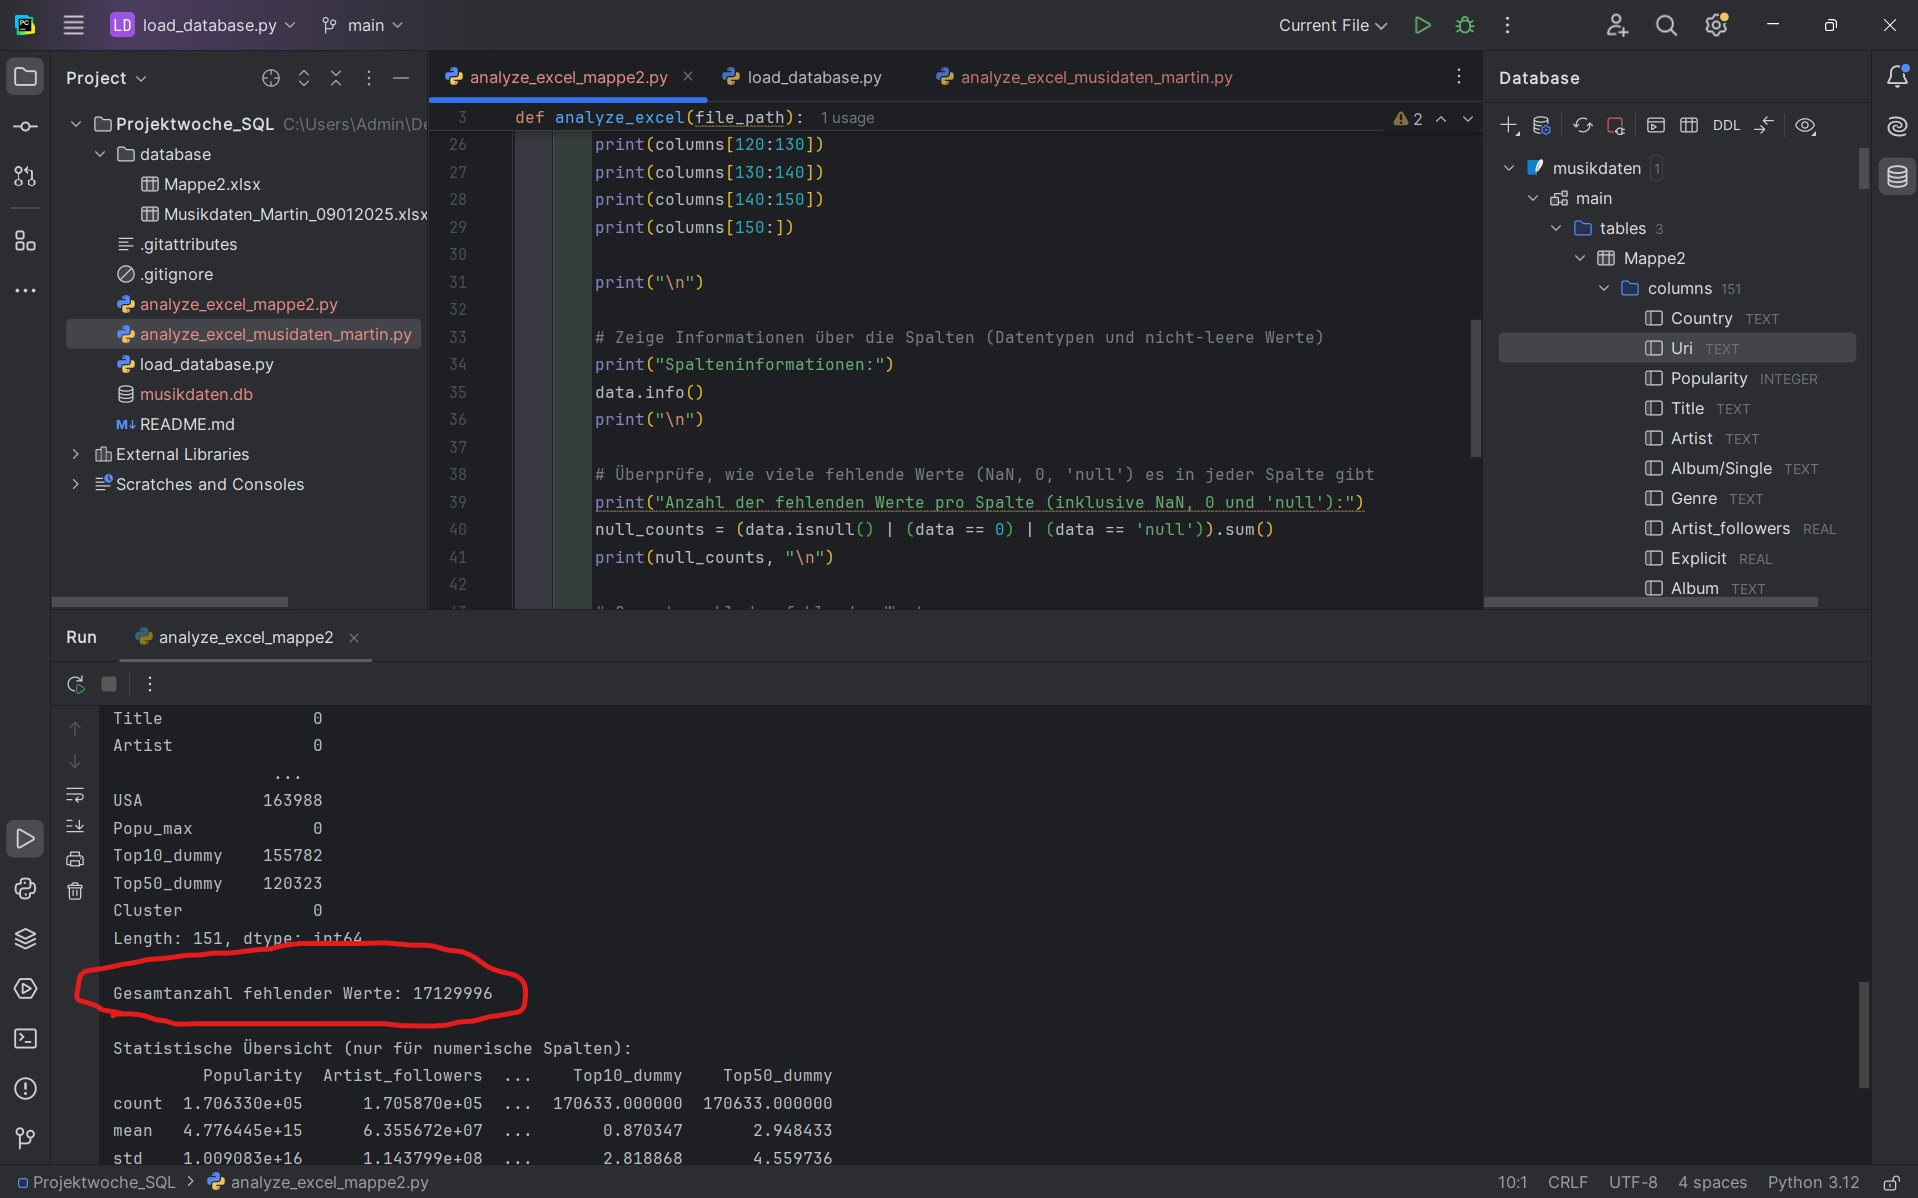 LD load_database.py main Current File
Project
Projektwoche_SQL C:\Users\Admin\De
database
Mappe2.xlsx
Musikdaten_Martin_09012025.xlsx
.gitattributes
.gitignore
analyze_excel_mappe2.py
analyze_excel_musidaten_martin.py
load_database.py
musikdaten.db
README.md
External Libraries
Scratches and Consoles
analyze_excel_mappe2.py load_database.py analyze_excel_musidaten_martin.py
3 def analyze_excel(file_path): 1 usage 2
26 print(columns[120:130])
27 print(columns[130:140])
28 print(columns[140:150])
29 print(columns[150:])
30
31 print("\n")
32
33 # Zeige Informationen über die Spalten (Datentypen und nicht-leere Werte)
34 print("Spalteninformationen:")
35 data.info()
36 print("\n")
37
38 # Überprüfe, wie viele fehlende Werte (NaN, 0, 'null') es in jeder Spalte gibt
39 print("Anzahl der fehlenden Werte pro Spalte (inklusive NaN, 0 und 'null'):")
40 null_counts = (data.isnull() | (data == 0) | (data == 'null')).sum()
41 print(null_counts, "\n")
42
Database
DDL
musikdaten 1
main
tables 3
Mappe2
columns 151
Country TEXT
Uri TEXT
Popularity INTEGER
Title TEXT
Artist TEXT
Album/Single TEXT
Genre TEXT
Artist_followers REAL
Explicit REAL
Album TEXT
Run analyze_excel_mappe2
Title 0
Artist 0
...
USA 163988
Popu_max 0
Top10_dummy 155782
Top50_dummy 120323
Cluster 0
Length: 151, dtype: int64
Gesamtanzahl fehlender Werte: 17129996
Statistische Übersicht (nur für numerische Spalten):
Popularity Artist_followers ... Top10_dummy Top50_dummy
count 1.706330e+05 1.705870e+05 ... 170633.000000 170633.000000
mean 4.776445e+15 6.355672e+07 ... 0.870347 2.948433
std 1.009083e+16 1.143799e+08 ... 2.818868 4.559736
Projektwoche_SQL > analyze_excel_mappe2.py 10:1 CRLF UTF-8 4 spaces Python 3.12